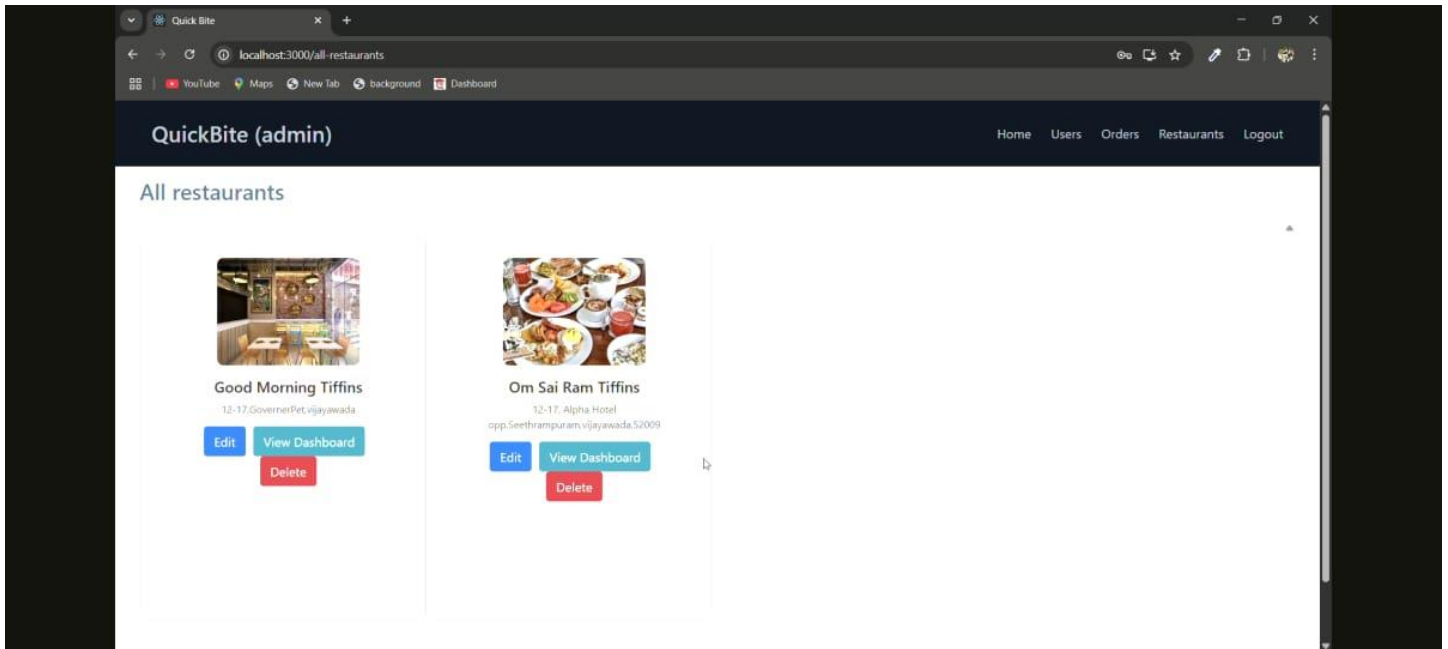 Quick Bite
localhost:3000/all-restaurants
YouTube Maps New Tab background Dashboard
QuickBite (admin)
Home Users Orders Restaurants Logout
All restaurants
Good Morning Tiffins
12-17,GovernerPet,vijayawada
Edit View Dashboard
Delete
Om Sai Ram Tiffins
12-17, Alpha Hotel
opp,Seethrampuram,vijayawada,52009
Edit View Dashboard
Delete